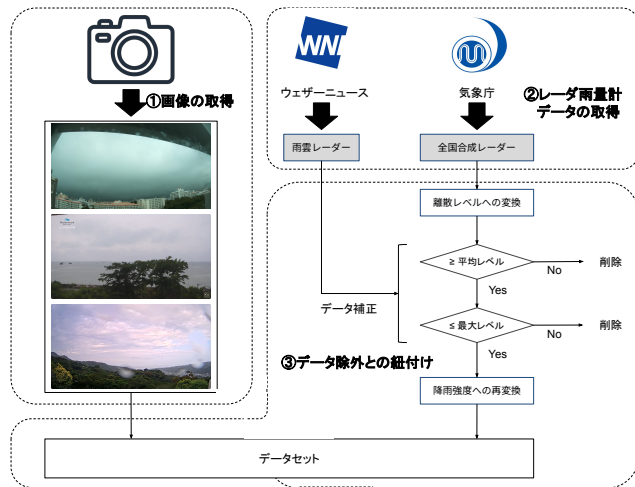 ①画像の取得
WNI
ウェザーニュース
気象庁
②レーダ雨量計
データの取得
雨雲レーダー
全国合成レーダー
離散レベルへの変換
≥ 平均レベル
No
削除
Yes
データ補正
≤ 最大レベル
No
削除
Yes
③データ除外との紐付け
降雨強度への再変換
データセット